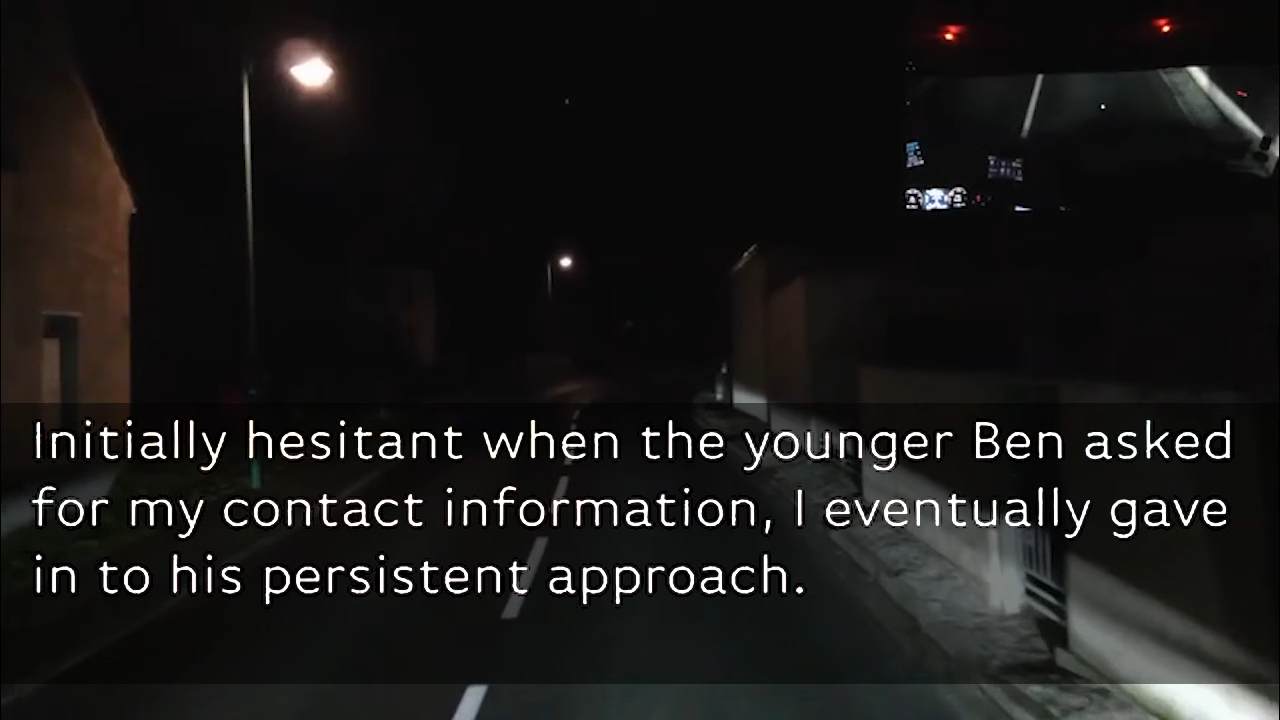 Initially hesitant when the younger Ben asked
for my contact information, I eventually gave
in to his persistent approach.